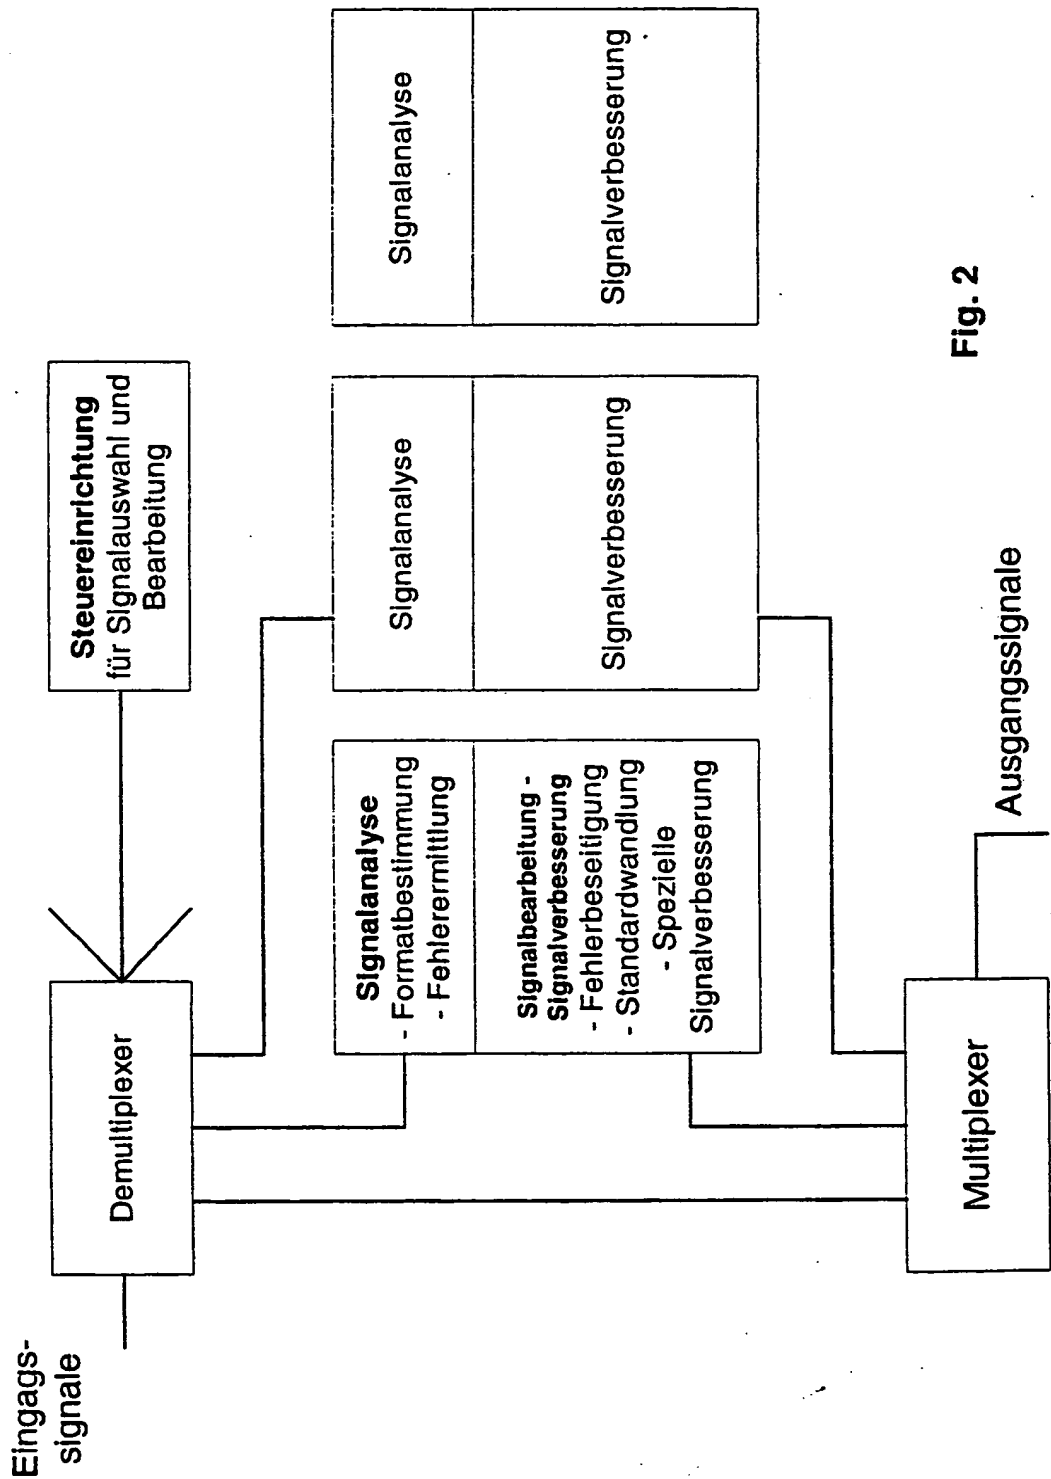 Eingags-
signale
Demultiplexer
Steuereinrichtung
für Signalauswahl und
Bearbeitung
Signalanalyse
- Formatbestimmung
- Fehlerermittlung
Signalbearbeitung -
Signalverbesserung
- Fehlerbeseitigung
- Standardwandlung
- Spezielle
Signalverbesserung
Signalanalyse
Signalverbesserung
Signalanalyse
Signalverbesserung
Multiplexer
Ausgangssignale
Fig. 2